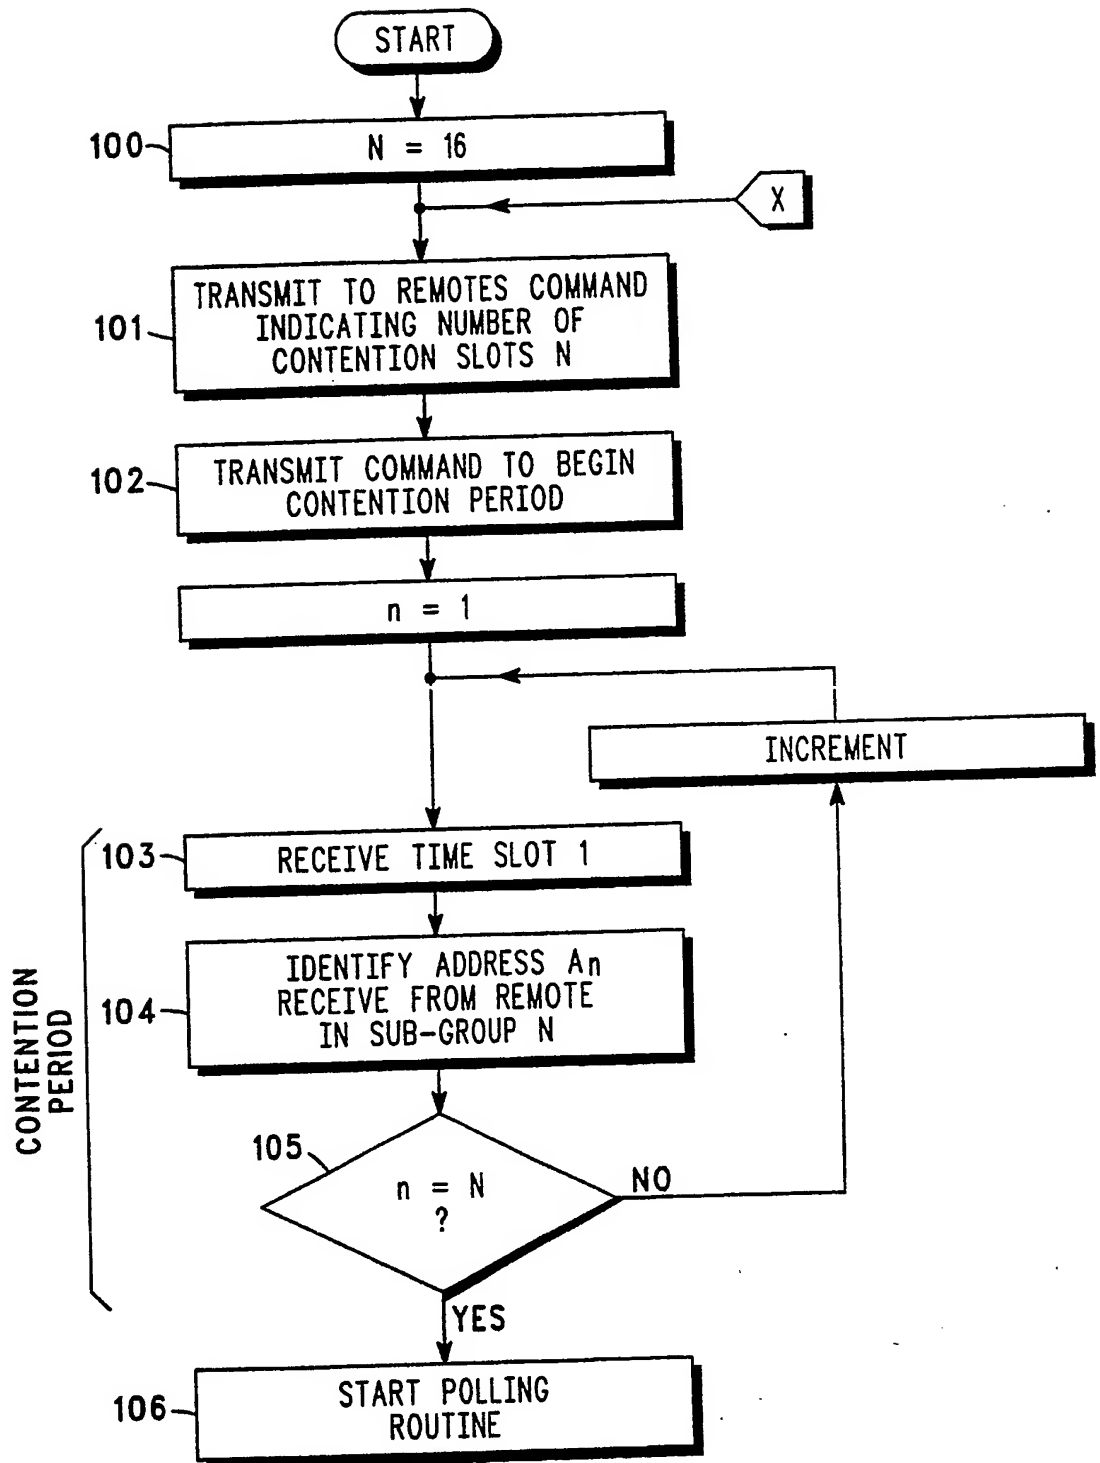 START
100
N = 16
X
101
TRANSMIT TO REMOTES COMMAND
INDICATING NUMBER OF
CONTENTION SLOTS N
102
TRANSMIT COMMAND TO BEGIN
CONTENTION PERIOD
n = 1
INCREMENT
103
RECEIVE TIME SLOT 1
104
IDENTIFY ADDRESS An
RECEIVE FROM REMOTE
IN SUB-GROUP N
CONTENTION
PERIOD
105
n = N
?
NO
YES
106
START POLLING
ROUTINE